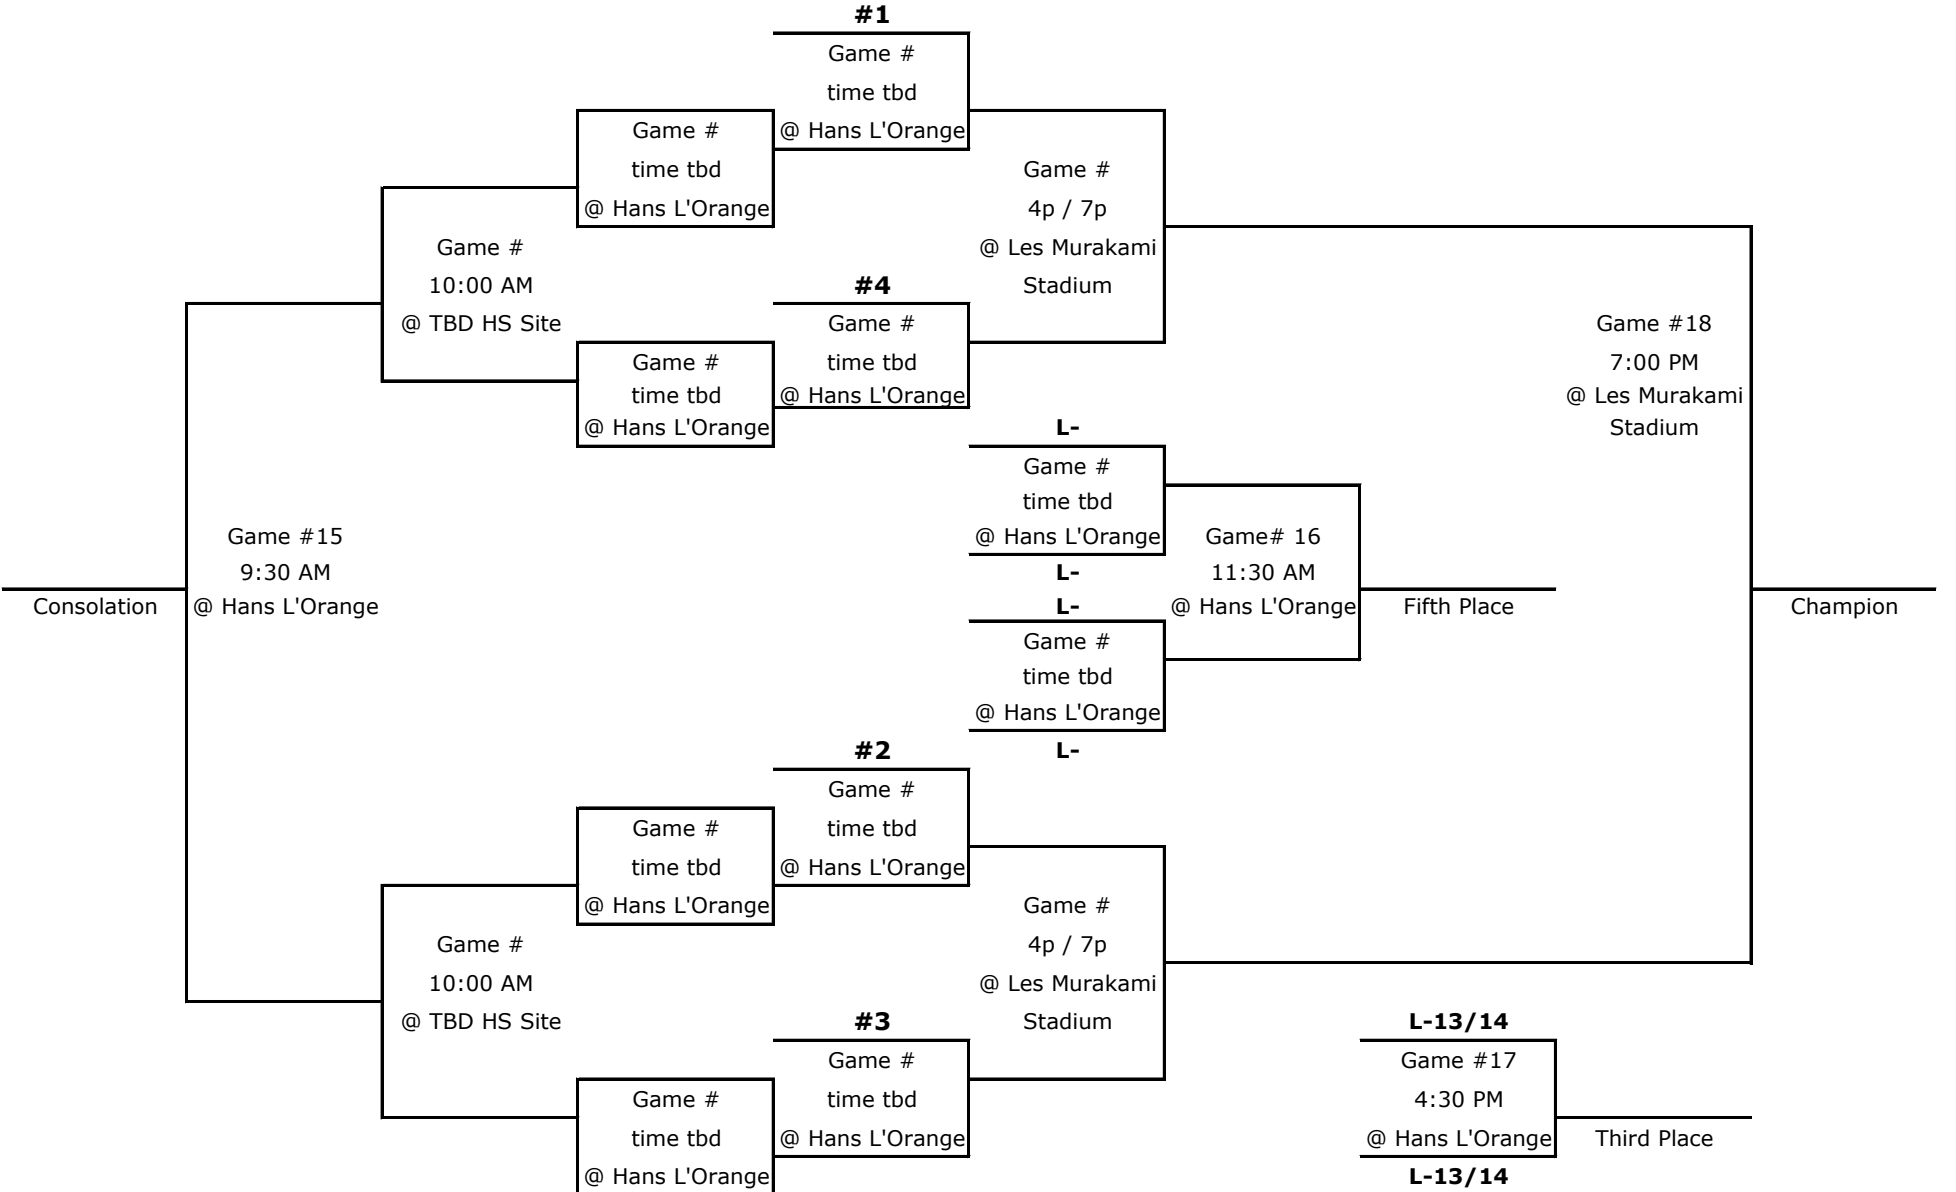 #1
Game #
time tbd
@ Hans L'Orange
Game #
time tbd
@ Hans L'Orange
Game #
4p / 7p
@ Les Murakami
Stadium
Game #
10:00 AM
@ TBD HS Site
#4
Game #
time tbd
@ Hans L'Orange
Game #
time tbd
@ Hans L'Orange
Game #18
7:00 PM
@ Les Murakami
Stadium
L-
Game #
time tbd
@ Hans L'Orange
L-
Game #15
9:30 AM
@ Hans L'Orange
Consolation
Game# 16
11:30 AM
@ Hans L'Orange
Fifth Place
Champion
L-
Game #
time tbd
@ Hans L'Orange
L-
#2
Game #
time tbd
@ Hans L'Orange
Game #
time tbd
@ Hans L'Orange
Game #
4p / 7p
@ Les Murakami
Stadium
Game #
10:00 AM
@ TBD HS Site
#3
Game #
time tbd
@ Hans L'Orange
Game #
time tbd
@ Hans L'Orange
L-13/14
Game #17
4:30 PM
@ Hans L'Orange
Third Place
L-13/14